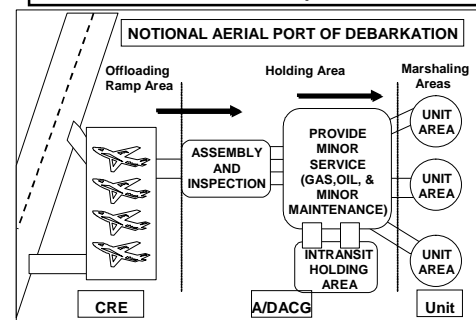 NOTIONAL AERIAL PORT OF DEBARKATION
Offloading
Ramp Area
Holding Area
Marshaling
Areas
ASSEMBLY
AND
INSPECTION
PROVIDE
MINOR
SERVICE
(GAS,OIL, &
MINOR
MAINTENANCE)
INTRANSIT
HOLDING
AREA
UNIT
AREA
UNIT
AREA
UNIT
AREA
CRE
A/DACG
Unit